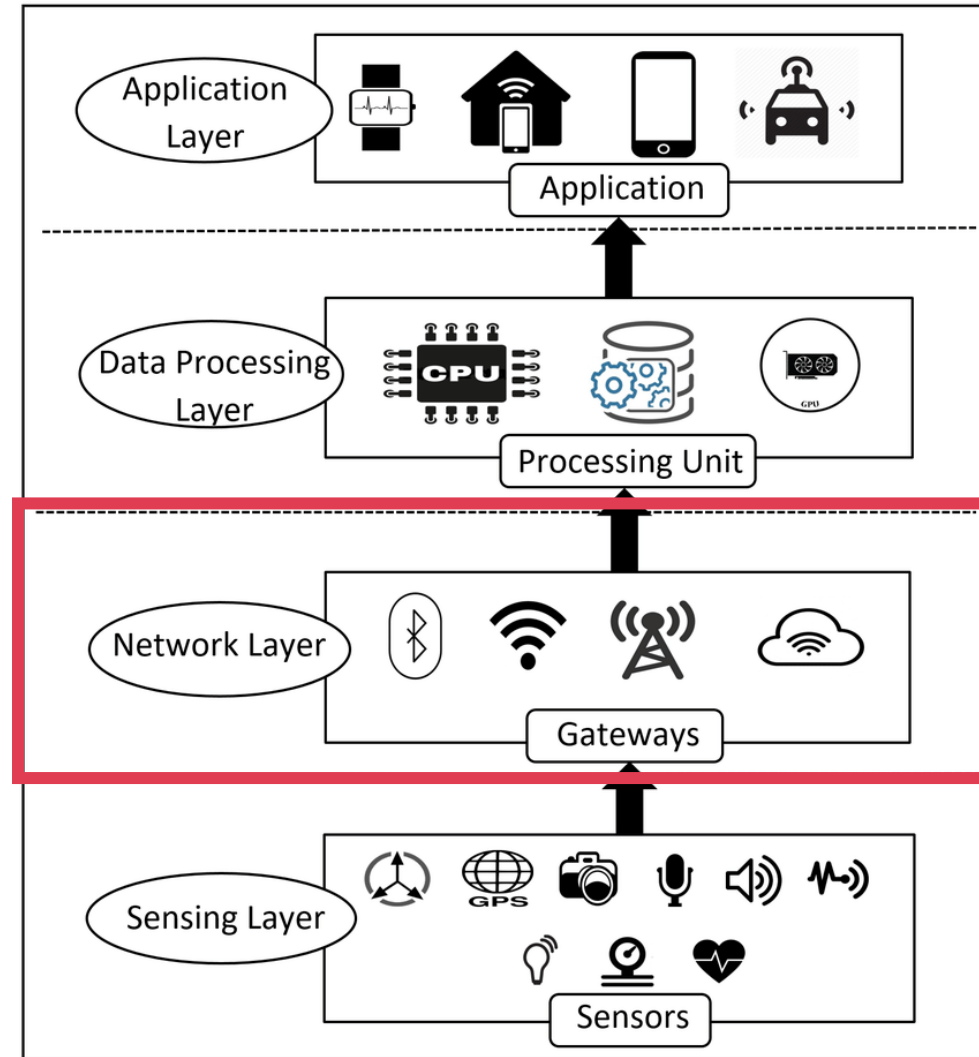 Application
Layer
Application
Data Processing
Layer
CPU
GPU
Processing Unit
Network Layer
Gateways
GPS
Sensing Layer
Sensors